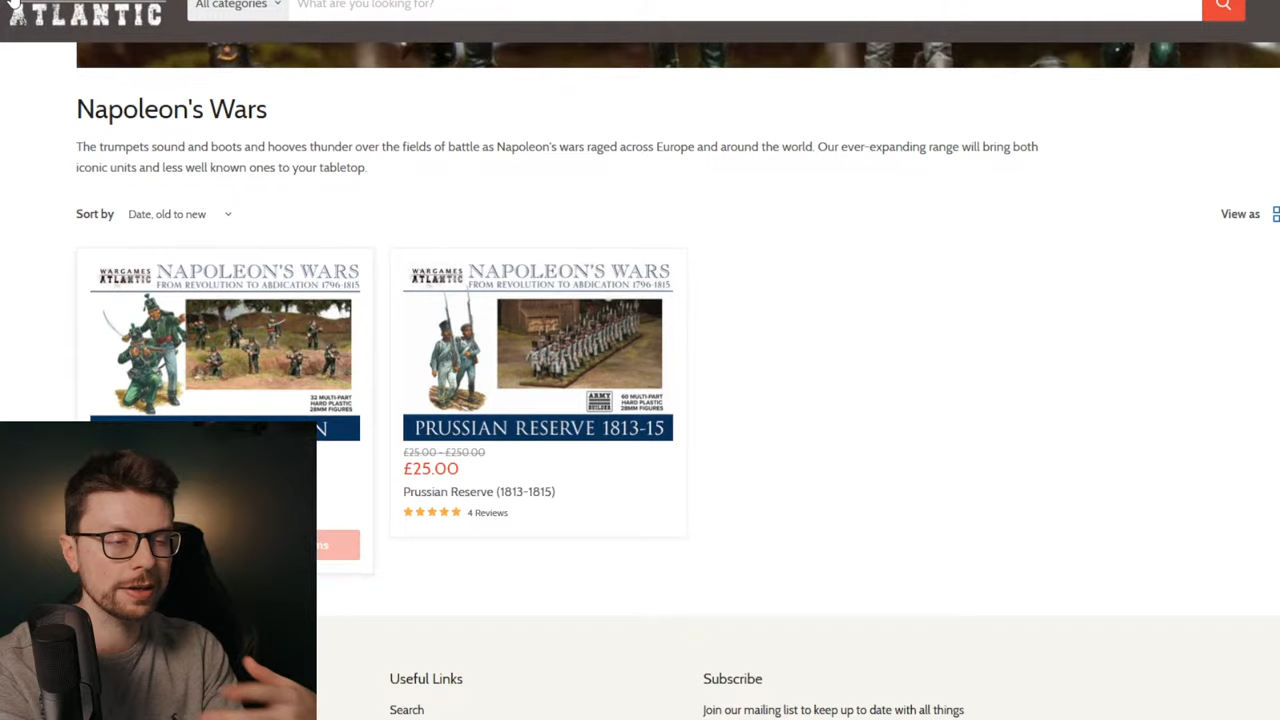 ATLANTIC
All categories
What are you looking for?
Napoleon's Wars
The trumpets sound and boots and hooves thunder over the fields of battle as Napoleon's wars raged across Europe and around the world. Our ever-expanding range will bring both
iconic units and less well known ones to your tabletop.
Sort by Date, old to new
View as
WARGAMES
ATLANTIC
NAPOLEON'S WARS
FROM REVOLUTION TO ABDICATION 1796-1815
32 MULTI-PART
HARD PLASTIC
28MM FIGURES
N
ns
WARGAMES
ATLANTIC
NAPOLEON'S WARS
FROM REVOLUTION TO ABDICATION 1796-1815
ARMY
BUILDER
60 MULTI-PART
HARD PLASTIC
28MM FIGURES
PRUSSIAN RESERVE 1813-15
£25.00 - £250.00
£25.00
Prussian Reserve (1813-1815)
4 Reviews
Useful Links
Search
Subscribe
Join our mailing list to keep up to date with all things